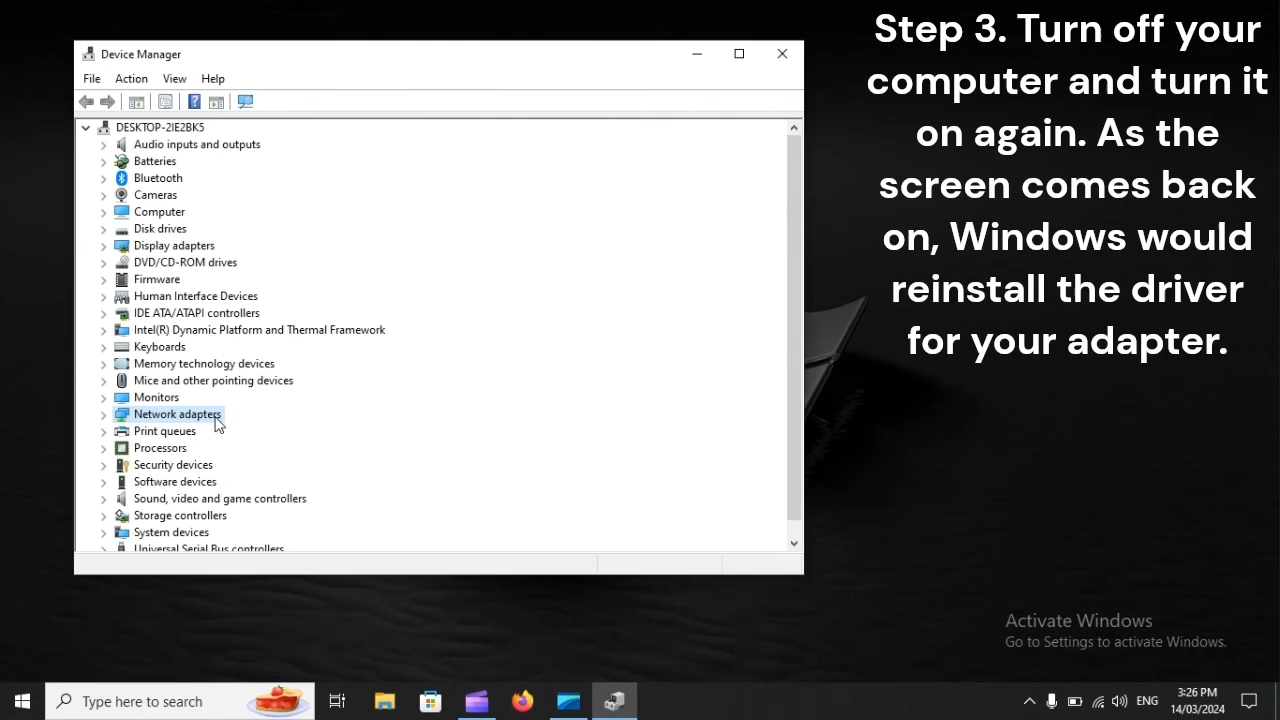 Device Manager
File Action View Help
DESKTOP-2IE2BK5
Audio inputs and outputs
Batteries
Bluetooth
Cameras
Computer
Disk drives
Display adapters
DVD/CD-ROM drives
Firmware
Human Interface Devices
IDE ATA/ATAPI controllers
Intel(R) Dynamic Platform and Thermal Framework
Keyboards
Memory technology devices
Mice and other pointing devices
Monitors
Network adapters
Print queues
Processors
Security devices
Software devices
Sound, video and game controllers
Storage controllers
System devices
Universal Serial Bus controllers
Step 3. Turn off your
computer and turn it
on again. As the
screen comes back
on, Windows would
reinstall the driver
for your adapter.
Activate Windows
Go to Settings to activate Windows.
Type here to search
ENG
3:26 PM
14/03/2024